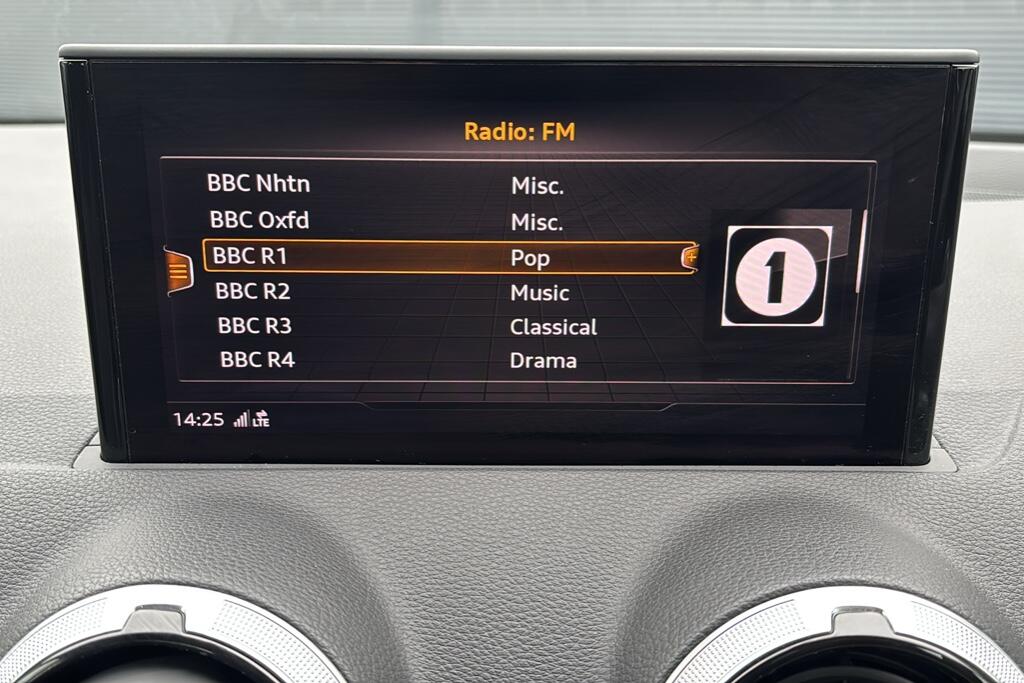 Radio: FM
BBC Nhtn Misc.
BBC Oxfd Misc.
BBC R1 Pop
BBC R2 Music
BBC R3 Classical
BBC R4 Drama
1
14:25 LTE